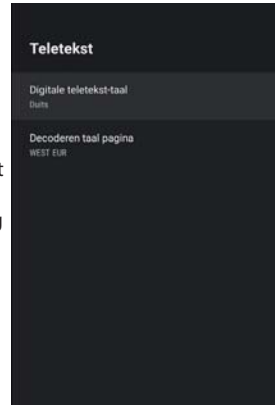 Teletekst
Digitale teletekst-taal
Duits
Decoderen taal pagina
WEST EUR
t